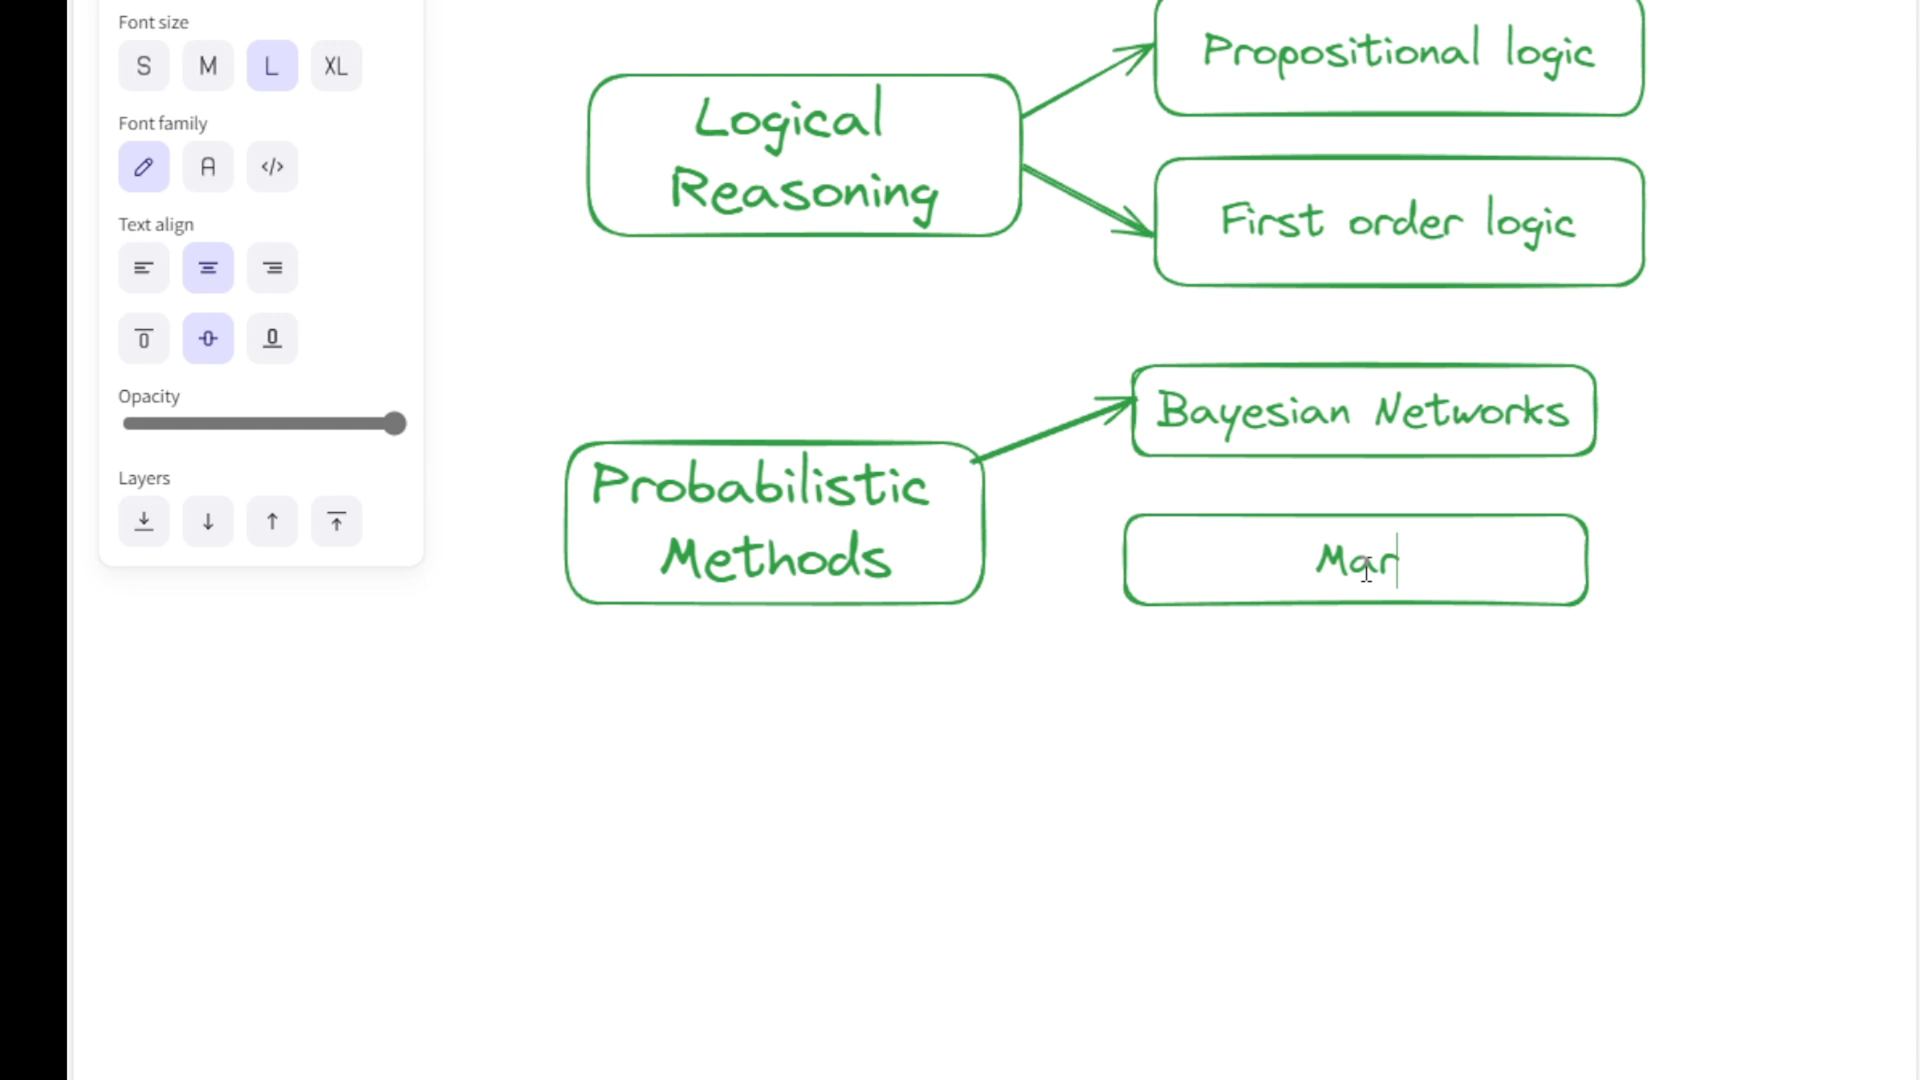 Font size
S M L XL
Font family
A </>
Text align
Opacity
Layers
Propositional logic
Logical
Reasoning
First order logic
Bayesian Networks
Probabilistic
Methods
Mar